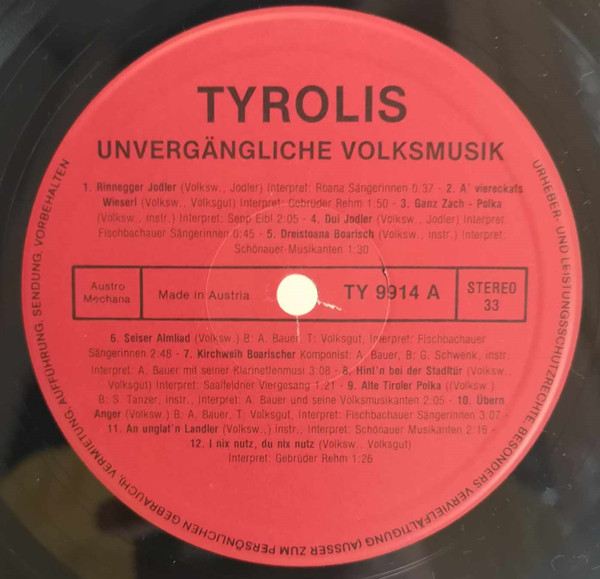 TYROLIS
UNVERGÄNGLICHE VOLKSMUSIK
1. Rinnegger Jodler (Volksw., Jodler) Interpret: Roana Sängerinnen 0:37 - 2. A' viereckats
Wieserl (Volksw., Volksgut) Interpret: Gebrüder Rehm 1:50 - 3. Ganz Zach - Polka
(Volksw., instr.) Interpret: Sepp Eibl 2:05 - 4. Dui Jodler (Volksw., Jodler) Interpret:
Fischbachauer Sängerinnen 0:45 - 5. Dreistoana Boarisch (Volksw., instr.) Interpret:
Schönauer-Musikanten 1:30
Austro
Mechana
Made in Austria
TY 9914 A
STEREO
33
6. Seiser Almliad (Volksw.) B: A. Bauer, T: Volksgut, Interpret: Fischbachauer
Sängerinnen 2:48 - 7. Kirchweih Boarischer Komponist: A. Bauer, B: G. Schwenk, instr.
Interpret: A. Bauer mit seiner Klarinettenmusi 3:08 - 8. Hint'n bei der Stadltür (Volksw.,
Volksgut) Interpret: Saalfeldner Viergesang 1:21 - 9. Alte Tiroler Polka ((Volksw.)
B: S. Tanzer, instr., Interpret: A. Bauer und seine Volksmusikanten 2:05 - 10. Übern
Anger (Volksw.) B: A. Bauer, T: Volksgut, Interpret: Fischbachauer Sängerinnen 3:07 -
11. An unglat'n Landler (Volksw.,) instr., Interpret: Schönauer Musikanten 2:16 -
12. I nix nutz, du nix nutz (Volksw., Volksgut)
Interpret: Gebrüder Rehm 1:26
URHEBER- UND LEISTUNGSSCHUTZRECHTE BESONDERS VERVIELFÄLTIGUNG (AUSSER ZUM PERSÖNLICHEN GEBRAUCH), VERMIETUNG AUFFÜHRUNG, SENDUNG, VORBEHALTEN